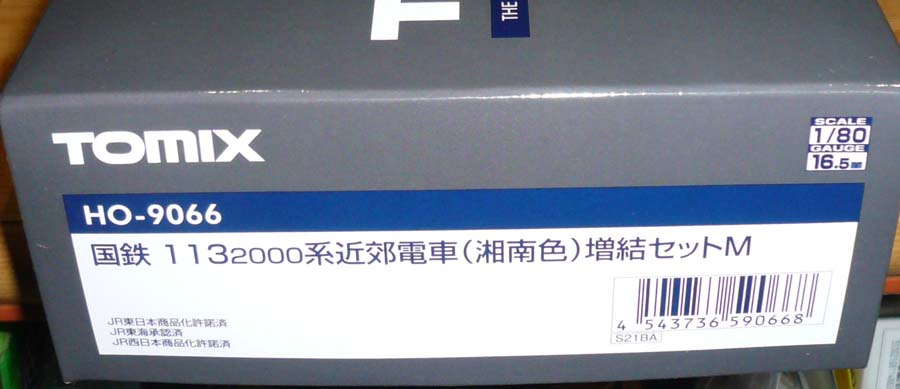 T
THE
TOMIX
SCALE
1/80
GAUGE
16.5㎜
HO-9066
国鉄 1132000系近郊電車(湘南色)増結セットM
JR東日本商品化許諾済
JR東海承認済
JR西日本商品化許諾済
4 543736 590668
S21BA